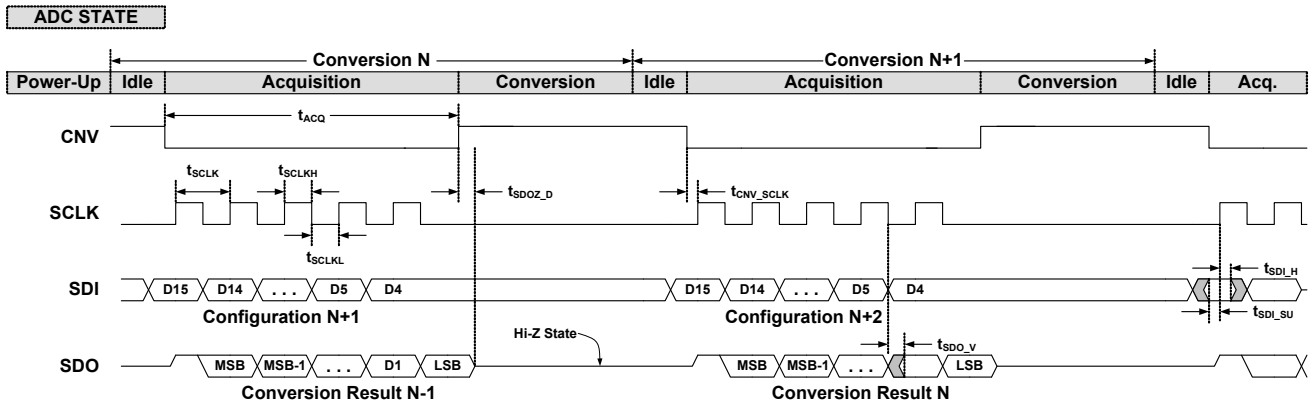 ADC STATE
Conversion N Conversion N+1
Power-Up Idle Acquisition Conversion Idle Acquisition Conversion Idle Acq.
tACQ
CNV
tSCLK tSCLKH tSDOZ_D tCNV_SCLK
SCLK
tSCLKL
tSDI_H
SDI D15 D14 . . . D5 D4 D15 D14 . . . D5 D4
Configuration N+1 Configuration N+2
tSDI_SU
Hi-Z State
tSDO_V
SDO MSB MSB-1 . . . D1 LSB MSB MSB-1 . . . LSB
Conversion Result N-1 Conversion Result N